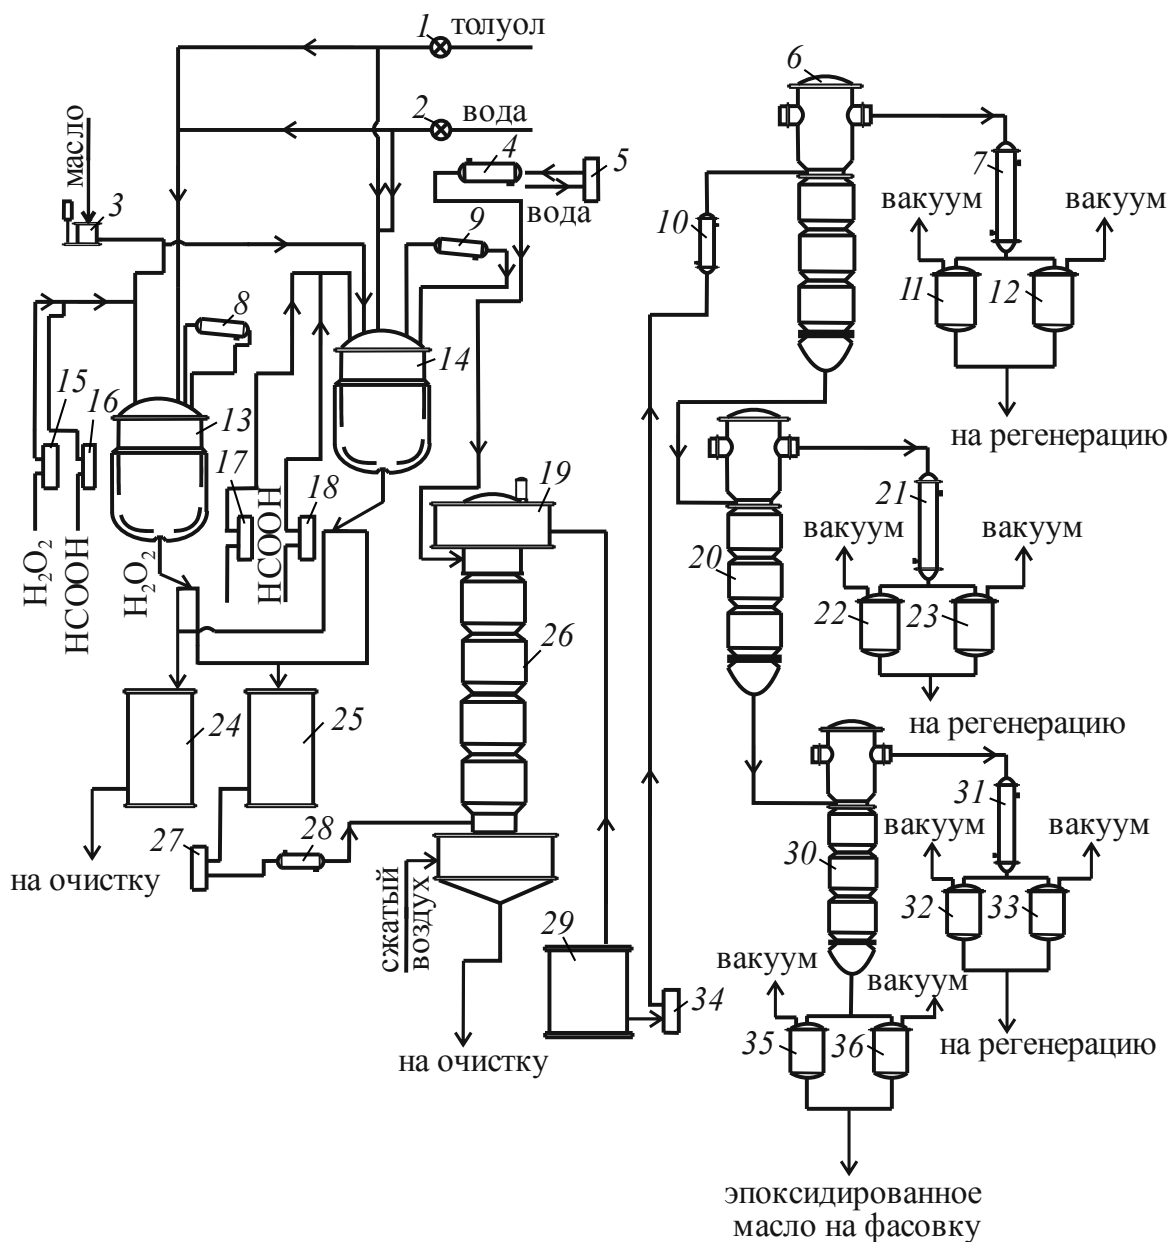 1 толуол
2 вода
масло
3
4
5
вода
6
7
вакуум
вакуум
8
9
10
11
12
на регенерацию
13
14
15
16
17
18
19
H₂O₂
HCOOH
HCOOH
H₂O₂
20
21
вакуум
вакуум
22
23
на регенерацию
24
25
26
27
28
на очистку
сжатый
воздух
29
на очистку
30
31
вакуум
вакуум
32
33
на регенерацию
34
вакуум
вакуум
35
36
эпоксидированное
масло на фасовку